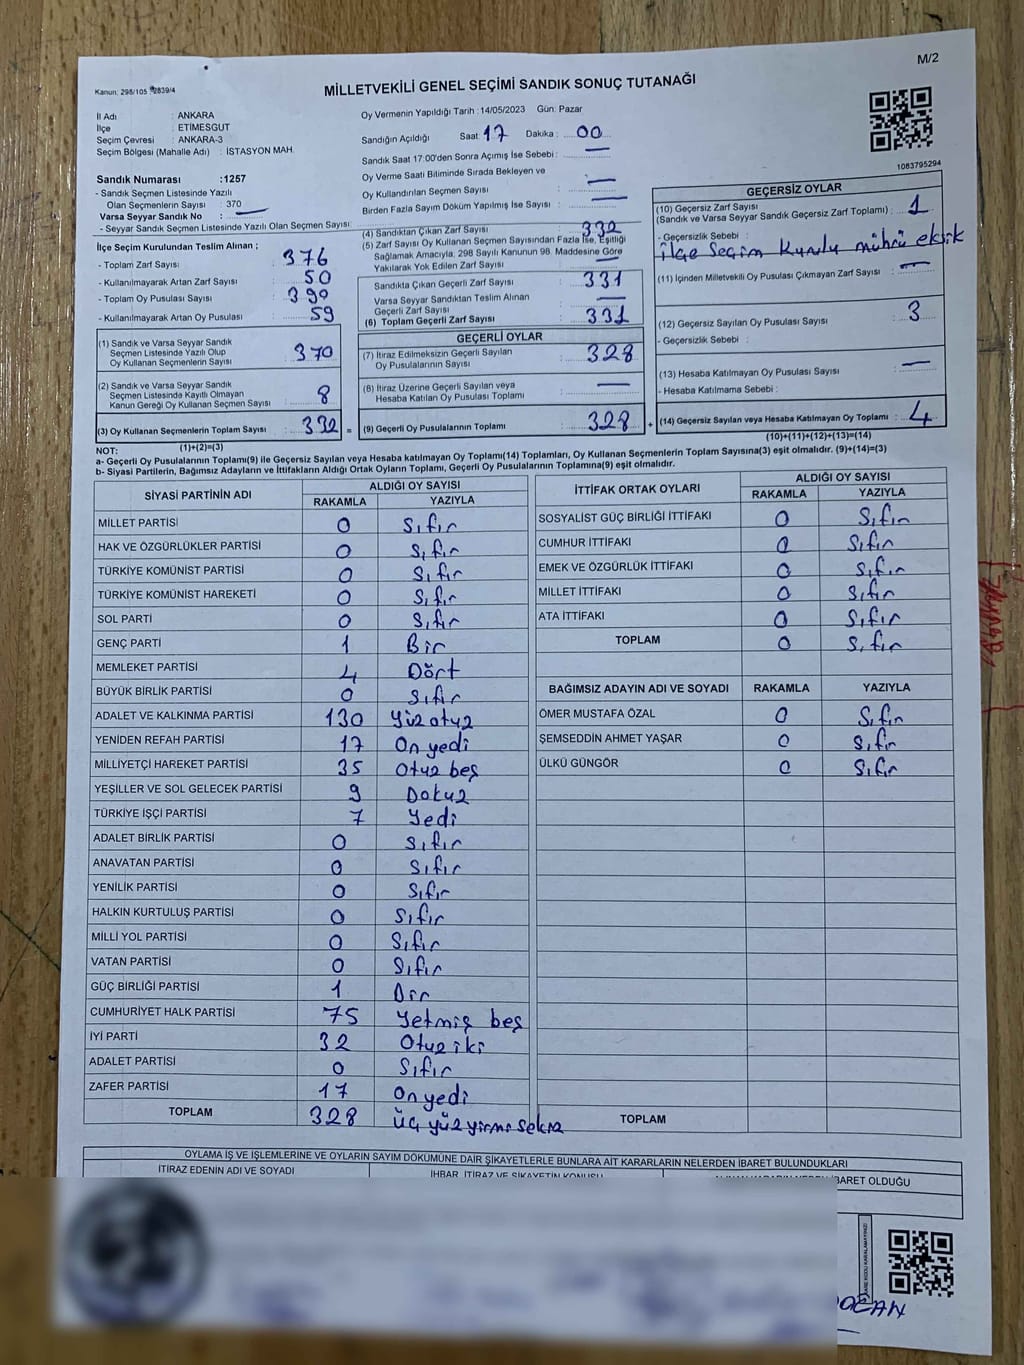 M/2
Kanun: 298/105 - 2839/4
MİLLETVEKİLİ GENEL SEÇİMİ SANDIK SONUÇ TUTANAĞI
İl Adı : ANKARA
İlçe : ETİMESGUT
Seçim Çevresi : ANKARA-3
Seçim Bölgesi (Mahalle Adı) : İSTASYON MAH.
Oy Vermenin Yapıldığı Tarih : 14/05/2023 Gün: Pazar
Sandığın Açıldığı Saat 17 Dakika : 00
Sandık Saat 17:00'den Sonra Açımış İse Sebebi : —
Oy Verme Saati Bitiminde Sırada Bekleyen ve
Oy Kullandırılan Seçmen Sayısı : —
Birden Fazla Sayım Döküm Yapılmış İse Sayısı : —
1083795294
Sandık Numarası :1257
- Sandık Seçmen Listesinde Yazılı
Olan Seçmenlerin Sayısı : 370
Varsa Seyyar Sandık No : —
- Seyyar Sandık Seçmen Listesinde Yazılı Olan Seçmen Sayısı:
İlçe Seçim Kurulundan Teslim Alınan ;
- Toplam Zarf Sayısı : 376
- Kullanılmayarak Artan Zarf Sayısı : 50
- Toplam Oy Pusulası Sayısı : 390
- Kullanılmayarak Artan Oy Pusulası : 59
(1) Sandık ve Varsa Seyyar Sandık
Seçmen Listesinde Yazılı Olup
Oy Kullanan Seçmenlerin Sayısı : 370
(2) Sandık ve Varsa Seyyar Sandık
Seçmen Listesinde Kayıtlı Olmayan
Kanun Gereği Oy Kullanan Seçmen Sayısı : 8
(3) Oy Kullanan Seçmenlerin Toplam Sayısı : 332 =
(1)+(2)=(3)
(4) Sandıktan Çıkan Zarf Sayısı : 332
(5) Zarf Sayısı Oy Kullanan Seçmen Sayısından Fazla İse, Eşitliği
Sağlamak Amacıyla, 298 Sayılı Kanunun 98. Maddesine Göre
Yakılarak Yok Edilen Zarf Sayısı : —
Sandıkta Çıkan Geçerli Zarf Sayısı : 331
Varsa Seyyar Sandıktan Teslim Alınan
Geçerli Zarf Sayısı : —
(6) Toplam Geçerli Zarf Sayısı : 331
GEÇERLİ OYLAR
(7) İtiraz Edilmeksizin Geçerli Sayılan
Oy Pusulalarının Sayısı : 328
(8) İtiraz Üzerine Geçerli Sayılan veya
Hesaba Katılan Oy Pusulası Toplamı : —
(9) Geçerli Oy Pusulalarının Toplamı : 328 +
GEÇERSİZ OYLAR
(10) Geçersiz Zarf Sayısı
(Sandık ve Varsa Seyyar Sandık Geçersiz Zarf Toplamı) : 1
- Geçersizlik Sebebi :
İlçe Seçim Kurulu mührü eksik
(11) İçinden Milletvekili Oy Pusulası Çıkmayan Zarf Sayısı : —
(12) Geçersiz Sayılan Oy Pusulası Sayısı : 3
- Geçersizlik Sebebi :
(13) Hesaba Katılmayan Oy Pusulası Sayısı : —
- Hesaba Katılmama Sebebi :
(14) Geçersiz Sayılan veya Hesaba Katılmayan Oy Toplamı : 4
(10)+(11)+(12)+(13)=(14)
NOT:
a- Geçerli Oy Pusulalarının Toplamı(9) ile Geçersiz Sayılan veya Hesaba Katılmayan Oy Toplamı(14) Toplamları, Oy Kullanan Seçmenlerin Toplam Sayısına(3) eşit olmalıdır. (9)+(14)=(3)
b- Siyasi Partilerin, Bağımsız Adayların ve İttifakların Aldığı Ortak Oyların Toplamı, Geçerli Oy Pusulalarının Toplamına(9) eşit olmalıdır.
SİYASİ PARTİNİN ADI ALDIĞI OY SAYISI
RAKAMLA YAZIYLA
MİLLET PARTİSİ 0 Sıfır
HAK VE ÖZGÜRLÜKLER PARTİSİ 0 Sıfır
TÜRKİYE KOMÜNİST PARTİSİ 0 Sıfır
TÜRKİYE KOMÜNİST HAREKETİ 0 Sıfır
SOL PARTİ 0 Sıfır
GENÇ PARTİ 1 Bir
MEMLEKET PARTİSİ 4 Dört
BÜYÜK BİRLİK PARTİSİ 0 Sıfır
ADALET VE KALKINMA PARTİSİ 130 Yüz otuz
YENİDEN REFAH PARTİSİ 17 On yedi
MİLLİYETÇİ HAREKET PARTİSİ 35 Otuz beş
YEŞİLLER VE SOL GELECEK PARTİSİ 9 Dokuz
TÜRKİYE İŞÇİ PARTİSİ 7 Yedi
ADALET BİRLİK PARTİSİ 0 Sıfır
ANAVATAN PARTİSİ 0 Sıfır
YENİLİK PARTİSİ 0 Sıfır
HALKIN KURTULUŞ PARTİSİ 0 Sıfır
MİLLİ YOL PARTİSİ 0 Sıfır
VATAN PARTİSİ 0 Sıfır
GÜÇ BİRLİĞİ PARTİSİ 1 Bir
CUMHURİYET HALK PARTİSİ 75 Yetmiş beş
İYİ PARTİ 32 Otuz iki
ADALET PARTİSİ 0 Sıfır
ZAFER PARTİSİ 17 On yedi
TOPLAM 328 Üç yüz yirmi sekiz
İTTİFAK ORTAK OYLARI ALDIĞI OY SAYISI
RAKAMLA YAZIYLA
SOSYALİST GÜÇ BİRLİĞİ İTTİFAKI 0 Sıfır
CUMHUR İTTİFAKI 0 Sıfır
EMEK VE ÖZGÜRLÜK İTTİFAKI 0 Sıfır
MİLLET İTTİFAKI 0 Sıfır
ATA İTTİFAKI 0 Sıfır
TOPLAM 0 Sıfır
BAĞIMSIZ ADAYIN ADI VE SOYADI RAKAMLA YAZIYLA
ÖMER MUSTAFA ÖZAL 0 Sıfır
ŞEMSEDDİN AHMET YAŞAR 0 Sıfır
ÜLKÜ GÜNGÖR 0 Sıfır
TOPLAM
OYLAMA İŞ VE İŞLEMLERİNE VE OYLARIN SAYIM DÖKÜMÜNE DAİR ŞİKAYETLERLE BUNLARA AİT KARARLARIN NELERDEN İBARET BULUNDUKLARI
İTİRAZ EDENİN ADI VE SOYADI İHBAR, İTİRAZ VE ŞİKAYETİN KONUSU ALINAN KARARIN NEDEN İBARET OLDUĞU